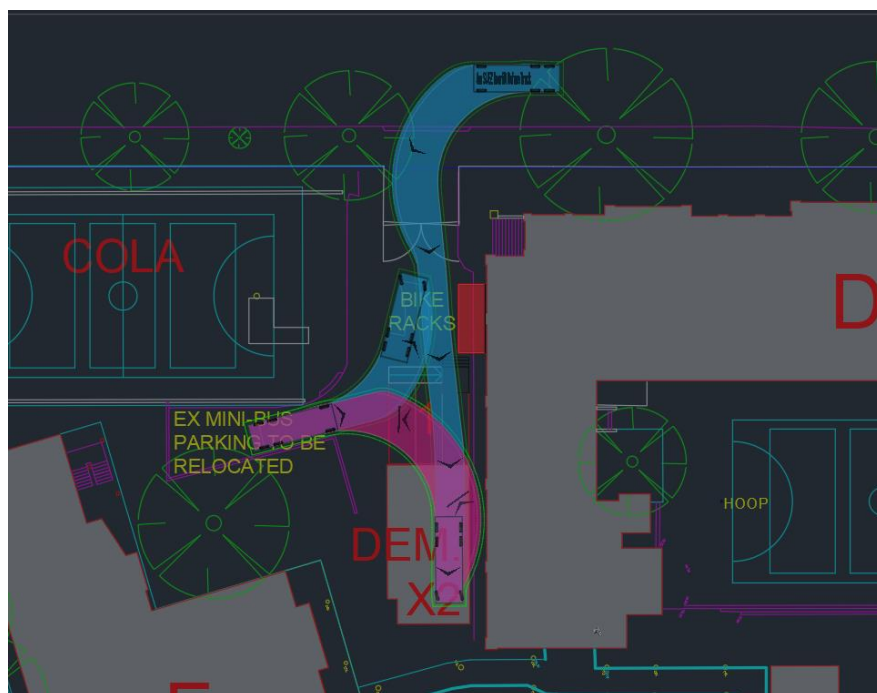 COLA
BIKE
RACKS
D
EX MINI-BUS
PARKING TO BE
RELOCATED
HOOP
DEM.
X2